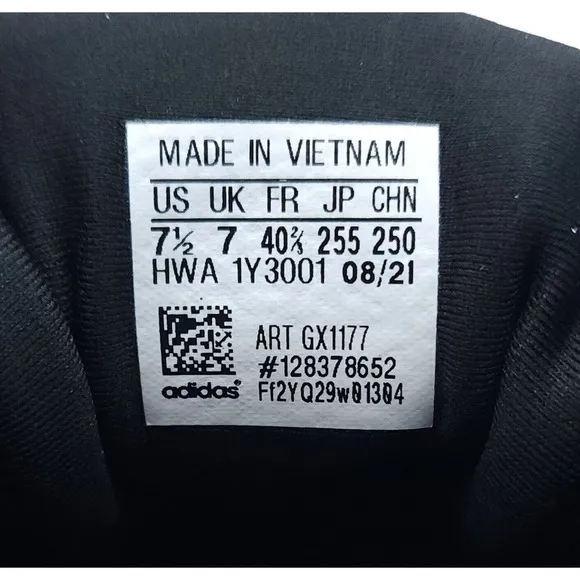 MADE IN VIETNAM
US UK FR JP CHN
7½ 7 40⅔ 255 250
HWA 1Y3001 08/21
ART GX1177
#128378652
adidas® Ff2YQ29w01304